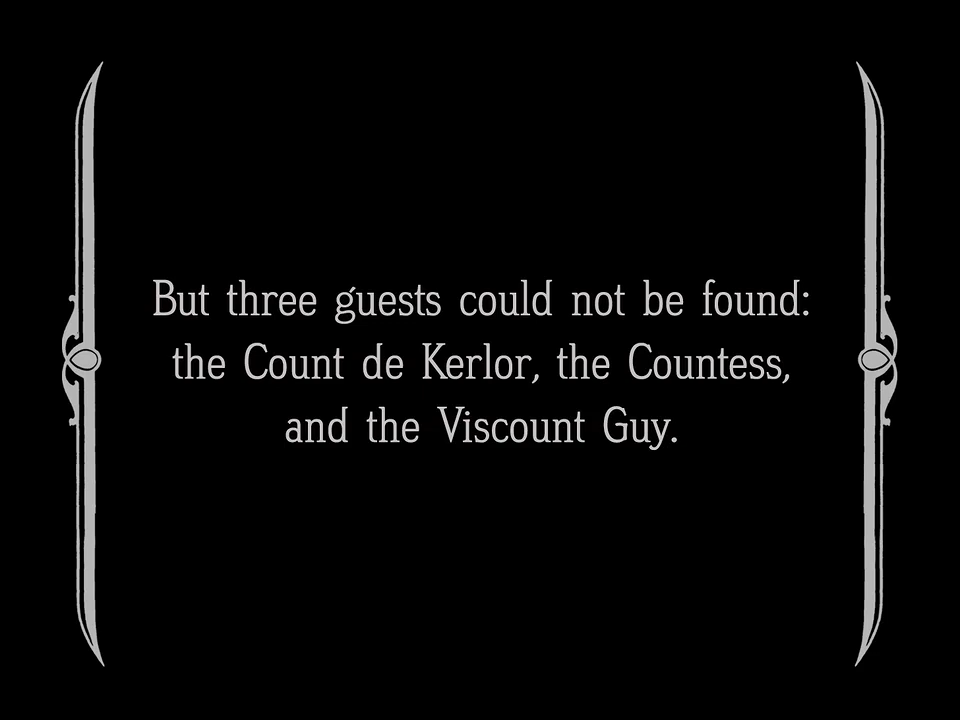 But three guests could not be found:
the Count de Kerlor, the Countess,
and the Viscount Guy.